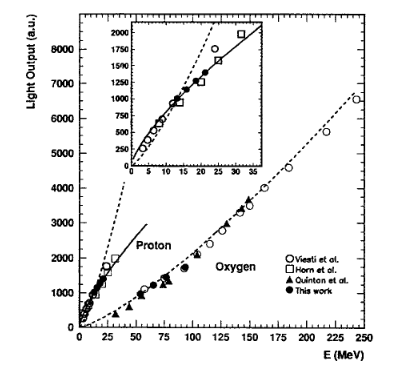 Light Output (a.u.)
8000
7000
6000
5000
4000
3000
2000
1000
0
0 25 50 75 100 125 150 175 200 225 250
E (MeV)
2000
1750
1500
1250
1000
750
500
250
0
0 5 10 15 20 25 30 35
Proton
Oxygen
Viesti et al.
Horn et al.
Quinton et al.
This work